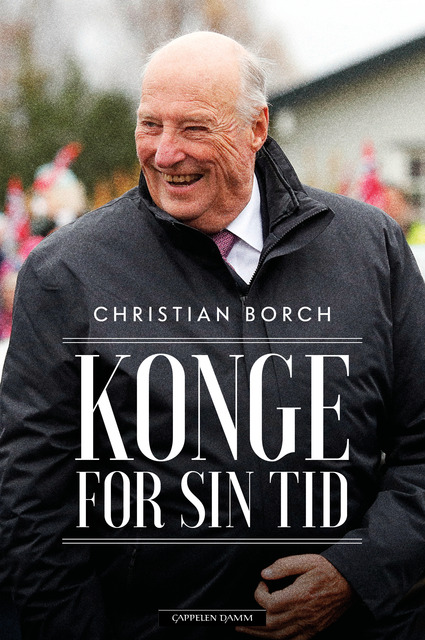 CHRISTIAN BORCH
KONGE
FOR SIN TID
CAPPELEN DAMM